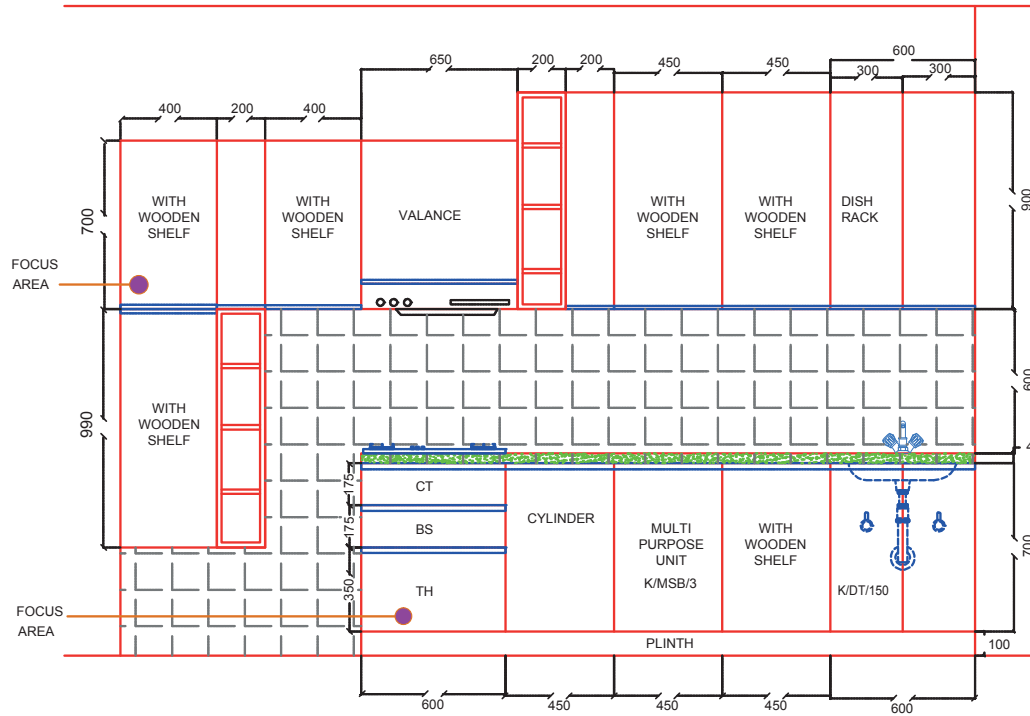 600
650
200
200
450
450
300
300
400
200
400
900
700
WITH
WOODEN
SHELF
WITH
WOODEN
SHELF
VALANCE
WITH
WOODEN
SHELF
WITH
WOODEN
SHELF
DISH
RACK
FOCUS
AREA
600
990
WITH
WOODEN
SHELF
4
175
CT
175
BS
CYLINDER
MULTI
PURPOSE
UNIT
K/MSB/3
WITH
WOODEN
SHELF
700
350
TH
K/DT/150
FOCUS
AREA
PLINTH
100
600
450
450
450
600